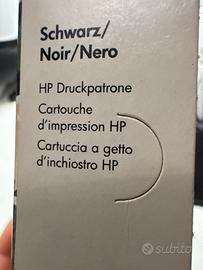 Schwarz/
Noir/Nero
HP Druckpatrone
Cartouche
d'impression HP
Cartuccia a getto
d'inchiostro HP
subito